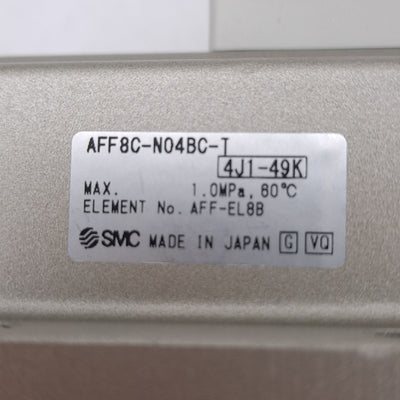 AFF8C-N04BC-T
4J1-49K
MAX. 1.0MPa, 60℃
ELEMENT No. AFF-EL8B
SMC MADE IN JAPAN G VQ